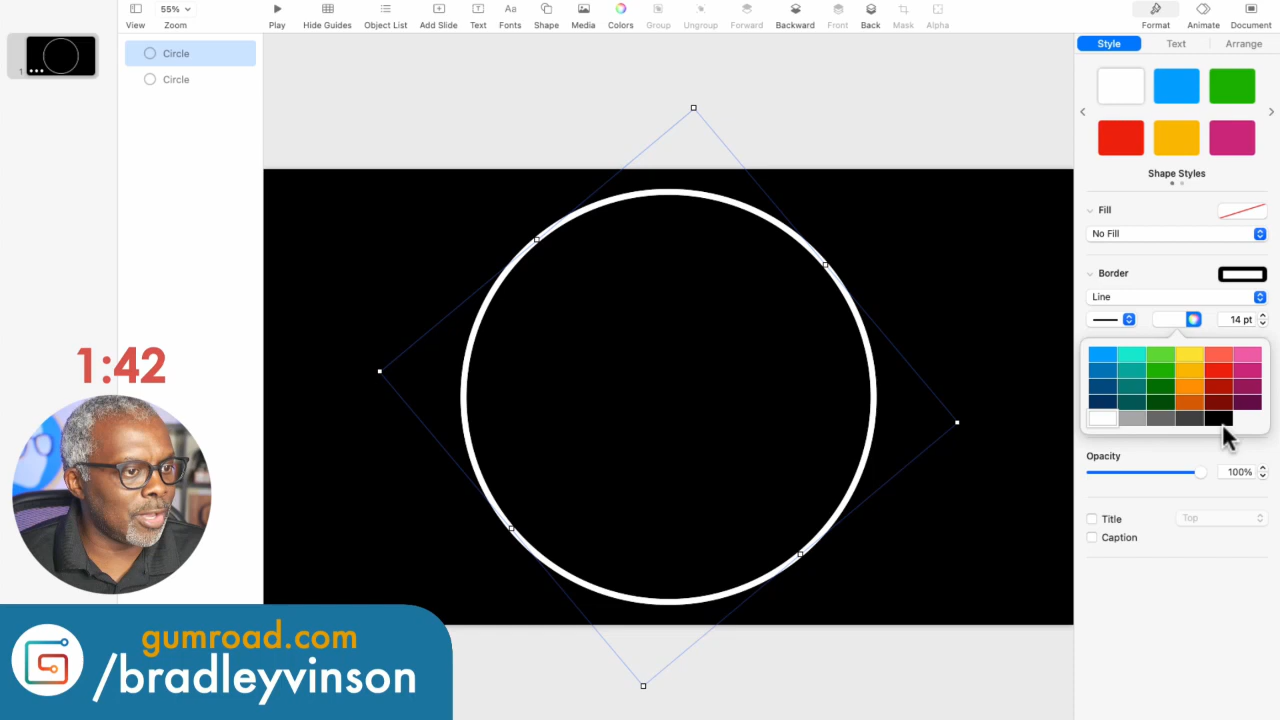 55%
View
Zoom
Play
Hide Guides
Object List
Add Slide
Text
Fonts
Shape
Media
Colors
Group
Ungroup
Forward
Backward
Front
Back
Mask
Alpha
Format
Animate
Document
Aa
Circle
Circle
1
Style
Text
Arrange
Shape Styles
Fill
No Fill
Border
Line
14 pt
Opacity
100%
Title
Top
Caption
1:42
gumroad.com
/bradleyvinson